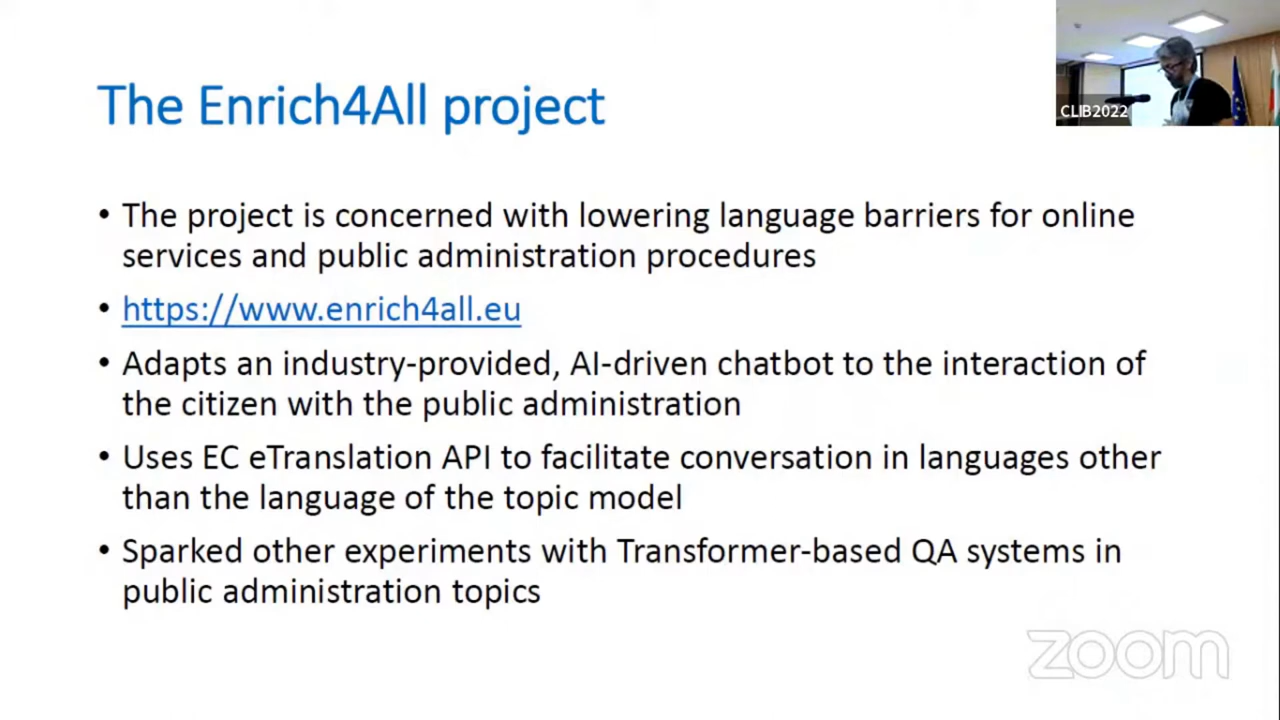 The Enrich4All project
CLIB2022
• The project is concerned with lowering language barriers for online
services and public administration procedures
• https://www.enrich4all.eu
• Adapts an industry-provided, AI-driven chatbot to the interaction of
the citizen with the public administration
• Uses EC eTranslation API to facilitate conversation in languages other
than the language of the topic model
• Sparked other experiments with Transformer-based QA systems in
public administration topics
zoom